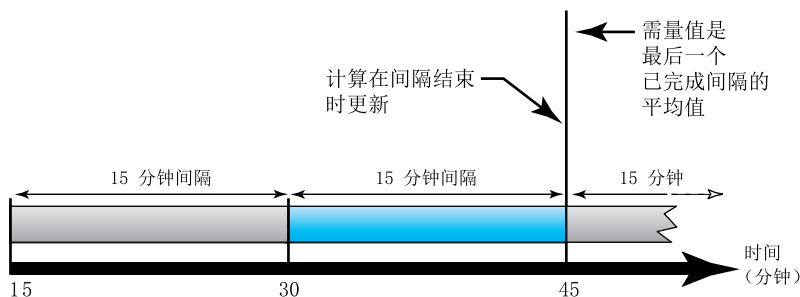 需量值是
最后一个
已完成间隔的
平均值
计算在间隔结束
时更新
15 分钟间隔
15 分钟间隔
15 分钟
时间
(分钟)
15
30
45